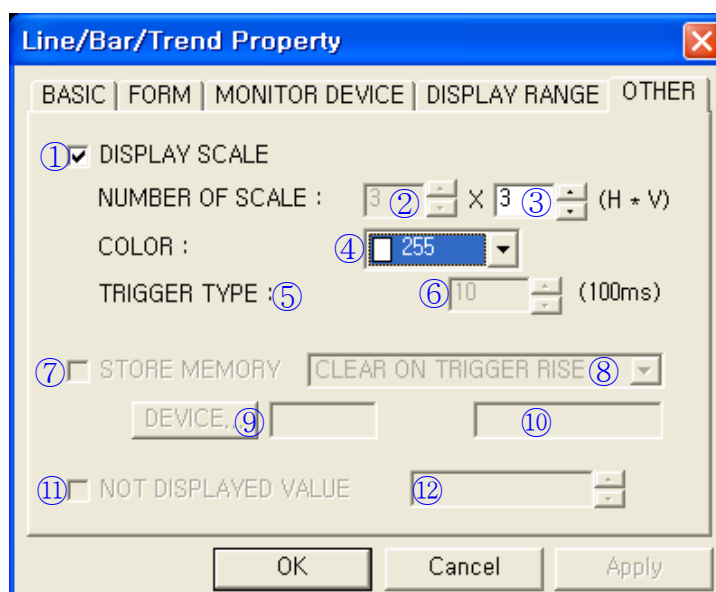 Line/Bar/Trend Property
BASIC FORM MONITOR DEVICE DISPLAY RANGE OTHER
① DISPLAY SCALE
NUMBER OF SCALE : 3 ② X 3 ③ (H * V)
COLOR : ④ 255
TRIGGER TYPE : ⑤ ⑥ 10 (100ms)
⑦ STORE MEMORY CLEAR ON TRIGGER RISE ⑧
DEVICE,,, ⑨ ⑩
⑪ NOT DISPLAYED VALUE ⑫
OK Cancel Apply